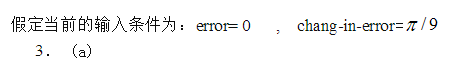 假定当前的输入条件为：error= 0 , chang-in-error=π/9
3． (a)